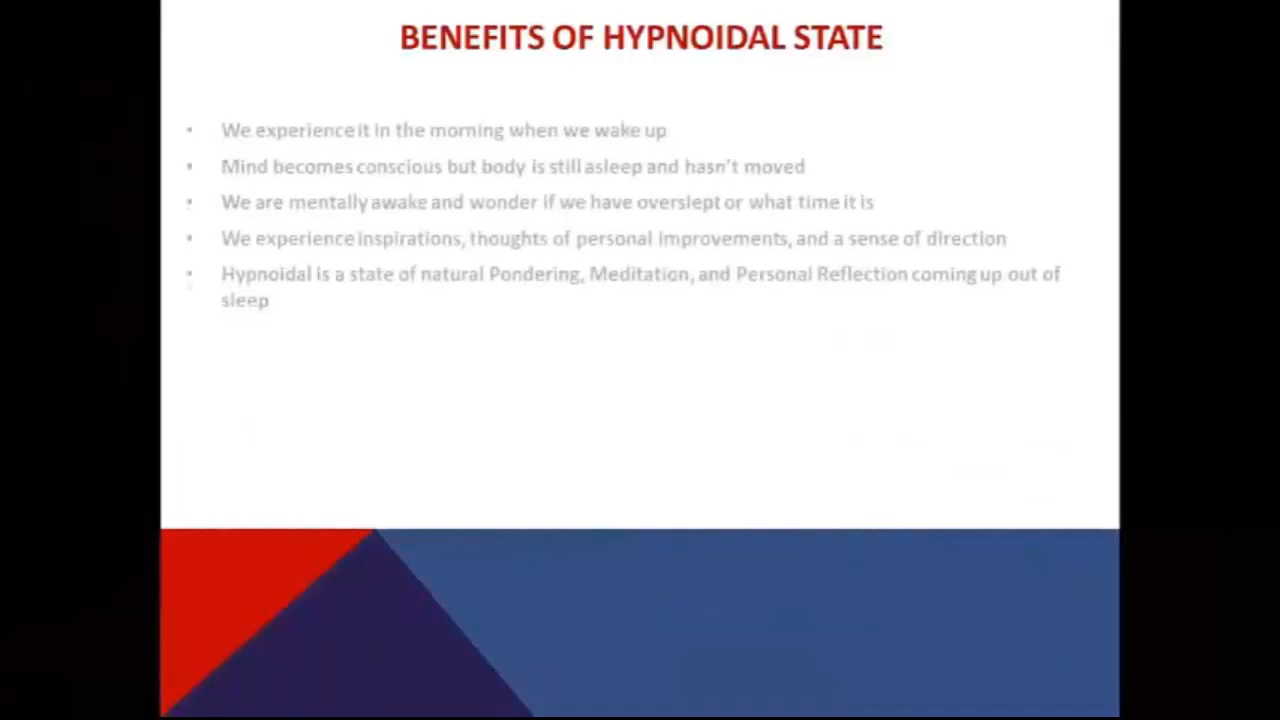 BENEFITS OF HYPNOIDAL STATE
• We experience it in the morning when we wake up
• Mind becomes conscious but body is still asleep and hasn't moved
• We are mentally awake and wonder if we have overslept or what time it is
• We experience inspirations, thoughts of personal improvements, and a sense of direction
• Hypnoidal is a state of natural Pondering, Meditation, and Personal Reflection coming up out of
sleep